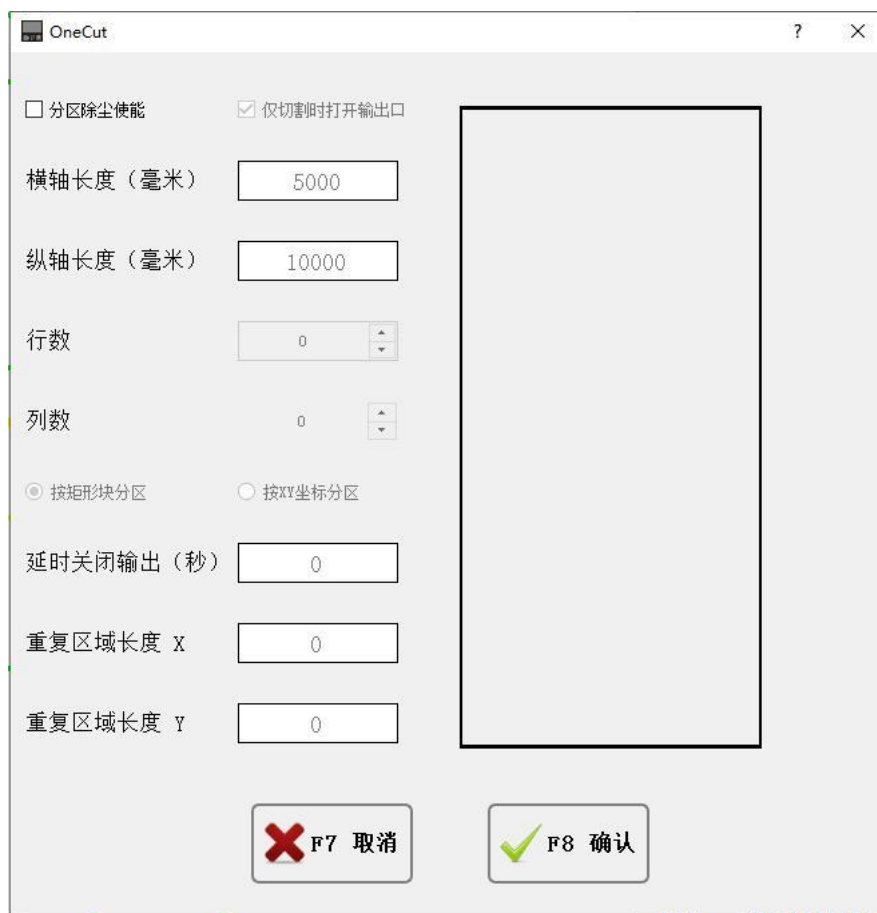 OneCut
分区除尘使能 仅切割时打开输出口
横轴长度（毫米） 5000
纵轴长度（毫米） 10000
行数 0
列数 0
按矩形块分区 按XY坐标分区
延时关闭输出（秒） 0
重复区域长度 X 0
重复区域长度 Y 0
F7 取消 F8 确认